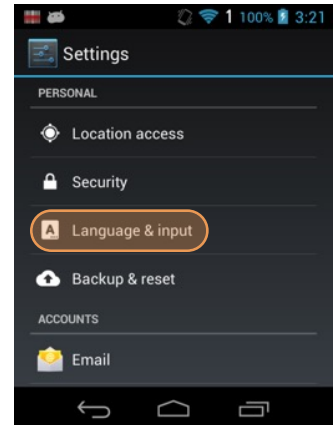 1 100% 3:21
Settings
PERSONAL
Location access
Security
A Language & input
Backup & reset
ACCOUNTS
Email